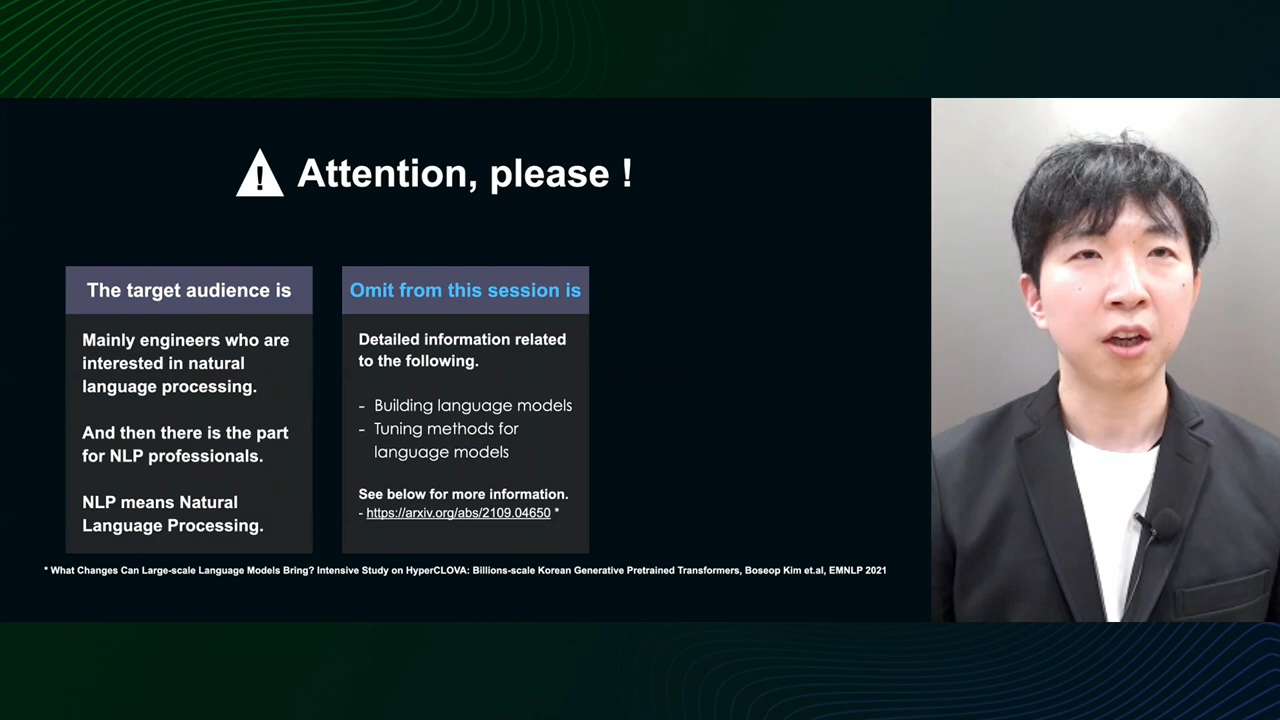 Attention, please !
The target audience is
Mainly engineers who are
interested in natural
language processing.
And then there is the part
for NLP professionals.
NLP means Natural
Language Processing.
Omit from this session is
Detailed information related
to the following.
- Building language models
- Tuning methods for
language models
See below for more information.
- https://arxiv.org/abs/2109.04650 *
* What Changes Can Large-scale Language Models Bring? Intensive Study on HyperCLOVA: Billions-scale Korean Generative Pretrained Transformers, Boseop Kim et.al, EMNLP 2021